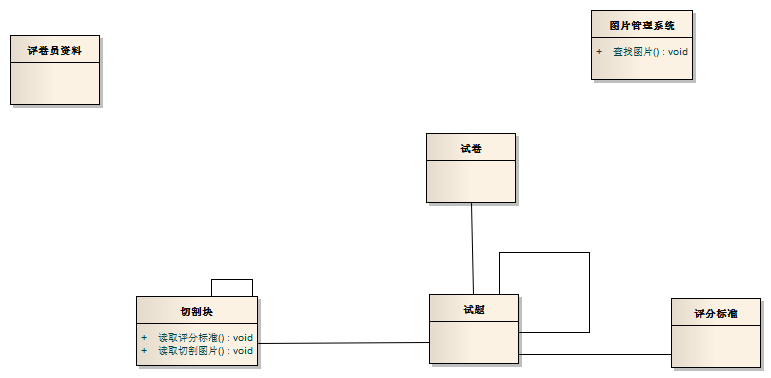 评卷员资料
图片管理系统
+ 查找图片() : void
试卷
切割块
+ 读取评分标准() : void
+ 读取切割图片() : void
试题
评分标准